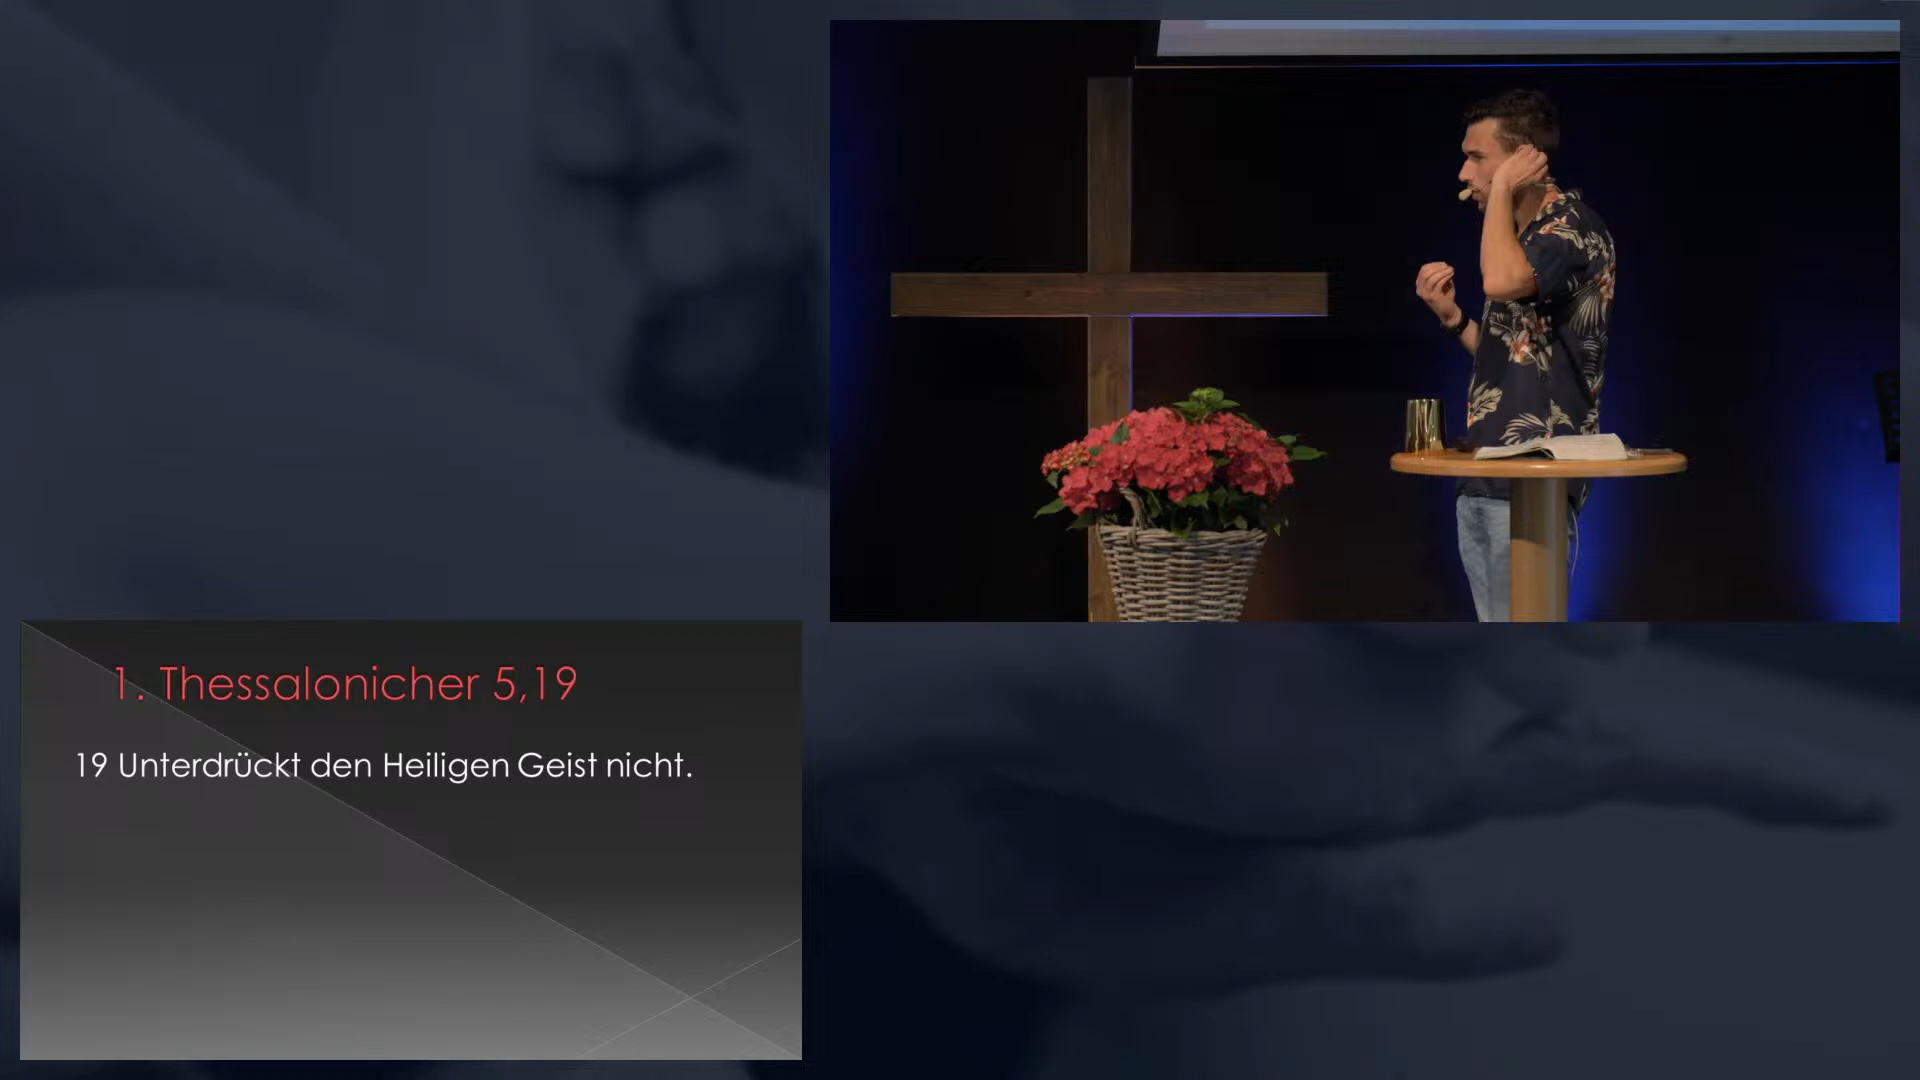 1. Thessalonicher 5,19
19 Unterdrückt den Heiligen Geist nicht.